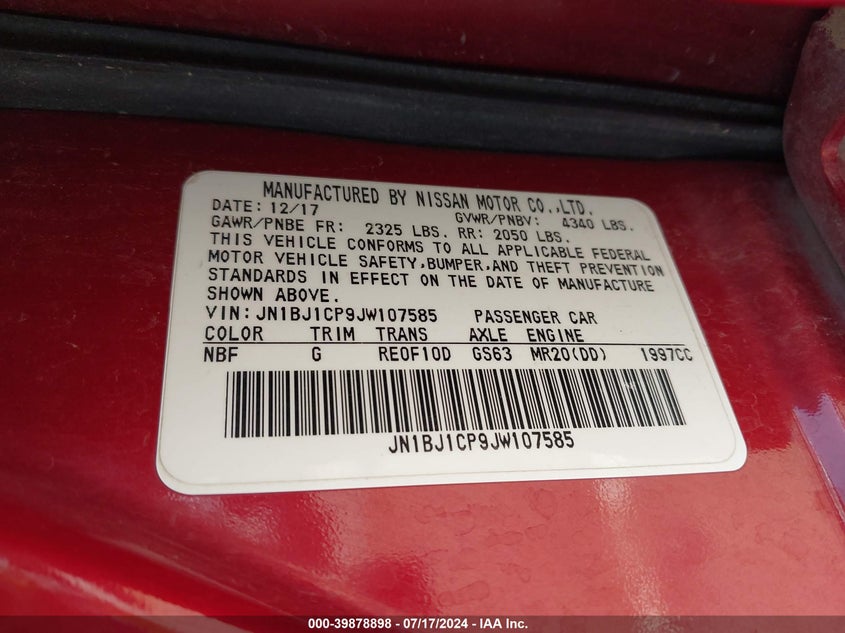 MANUFACTURED BY NISSAN MOTOR CO.,LTD.
DATE: 12/17 GVWR/PNBV: 4340 LBS.
GAWR/PNBE FR: 2325 LBS. RR: 2050 LBS.
THIS VEHICLE CONFORMS TO ALL APPLICABLE FEDERAL
MOTOR VEHICLE SAFETY,BUMPER,AND THEFT PREVENTION
STANDARDS IN EFFECT ON THE DATE OF MANUFACTURE
SHOWN ABOVE.
VIN: JN1BJ1CP9JW107585 PASSENGER CAR
COLOR TRIM TRANS AXLE ENGINE
NBF G RE0F10D GS63 MR20(DD) 1997CC
JN1BJ1CP9JW107585
000-39878898 - 07/17/2024 - IAA Inc.